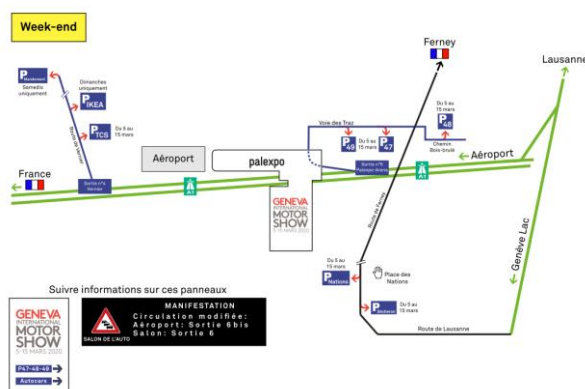 Week-end
Ferney
Lausanne
P
Samedis
uniquement
Dimanches
uniquement
P IKEA
P TCS
Du 5 au
15 mars
Route de Vernier
Aéroport
palexpo
Voie des Traz
P 49
Du 5 au
15 mars
P 47
Du 5 au
15 mars
P 48
Chemin
Bois-brulé
Aéroport
France
Sortie n°6
Vernier
A1
Sortie n°5
Palexpo-Arena
A1
GENEVA
INTERNATIONAL
MOTOR
SHOW
5-15 MARS 2020
Route de Ferney
Genève Lac
Du 5 au
15 mars
P Nations
Place des
Nations
P Sécheron
Du 5 au
15 mars
Route de Lausanne
Suivre informations sur ces panneaux
GENEVA
INTERNATIONAL
MOTOR
SHOW
5-15 MARS 2020
P47-48-49
Autocars
SALON DE L'AUTO
MANIFESTATION
Circulation modifiée:
Aéroport: Sortie 6bis
Salon: Sortie 6